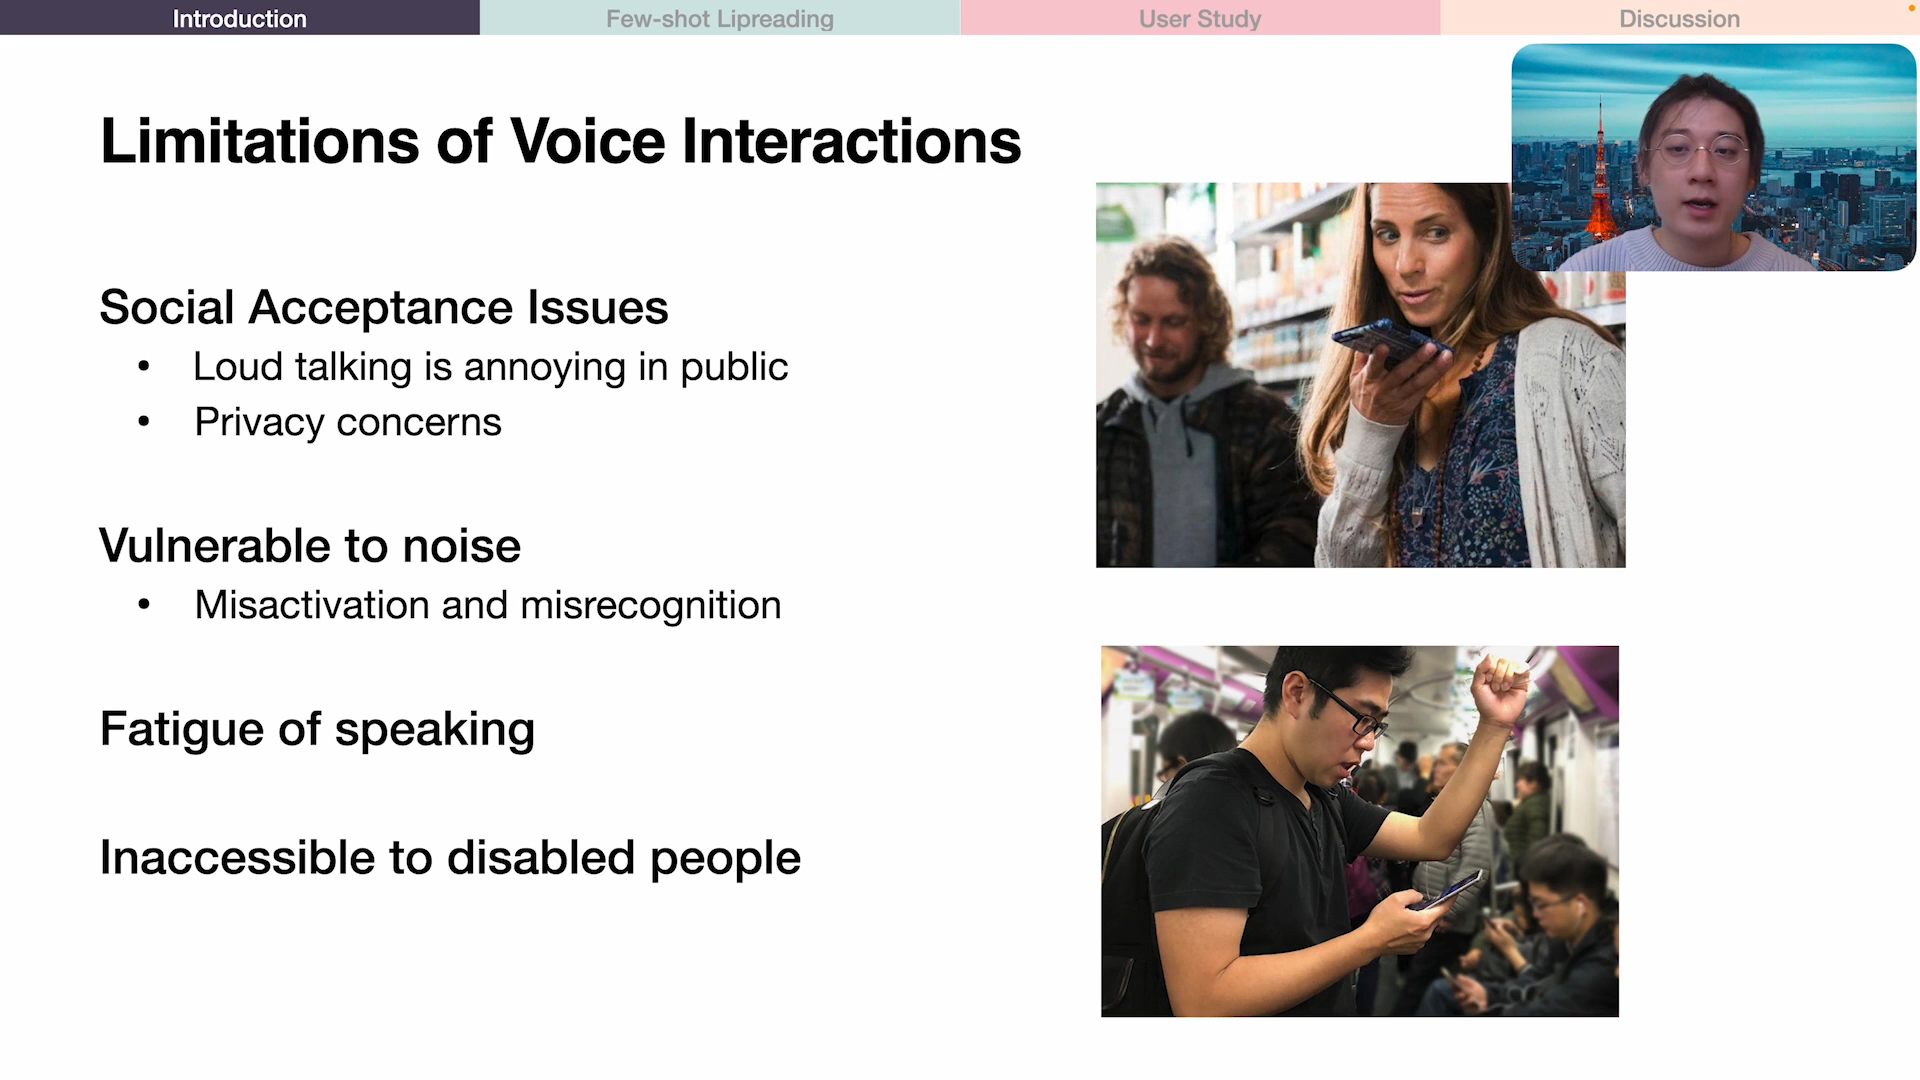 Introduction
Few-shot Lipreading
User Study
Discussion
Limitations of Voice Interactions
Social Acceptance Issues
• Loud talking is annoying in public
• Privacy concerns
Vulnerable to noise
• Misactivation and misrecognition
Fatigue of speaking
Inaccessible to disabled people